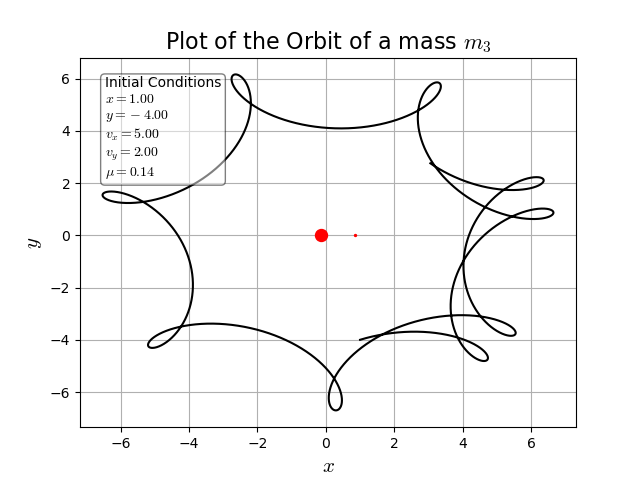 Plot of the Orbit of a mass m₃
Initial Conditions
x = 1.00
y = − 4.00
vₓ = 5.00
v_y = 2.00
μ = 0.14
6
4
2
0
−2
−4
−6
y
−6 −4 −2 0 2 4 6
x